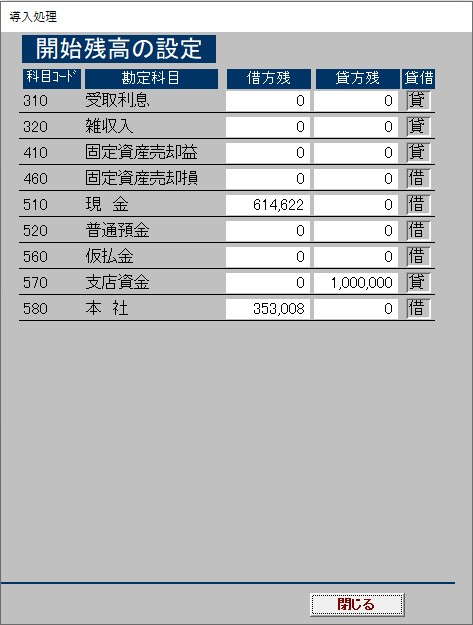 導入処理
開始残高の設定
科目コード 勘定科目 借方残 貸方残 貸借
310 受取利息 0 0 貸
320 雑収入 0 0 貸
410 固定資産売却益 0 0 貸
460 固定資産売却損 0 0 借
510 現　金 614,622 0 借
520 普通預金 0 0 借
560 仮払金 0 0 借
570 支店資金 0 1,000,000 貸
580 本　社 353,008 0 借
閉じる